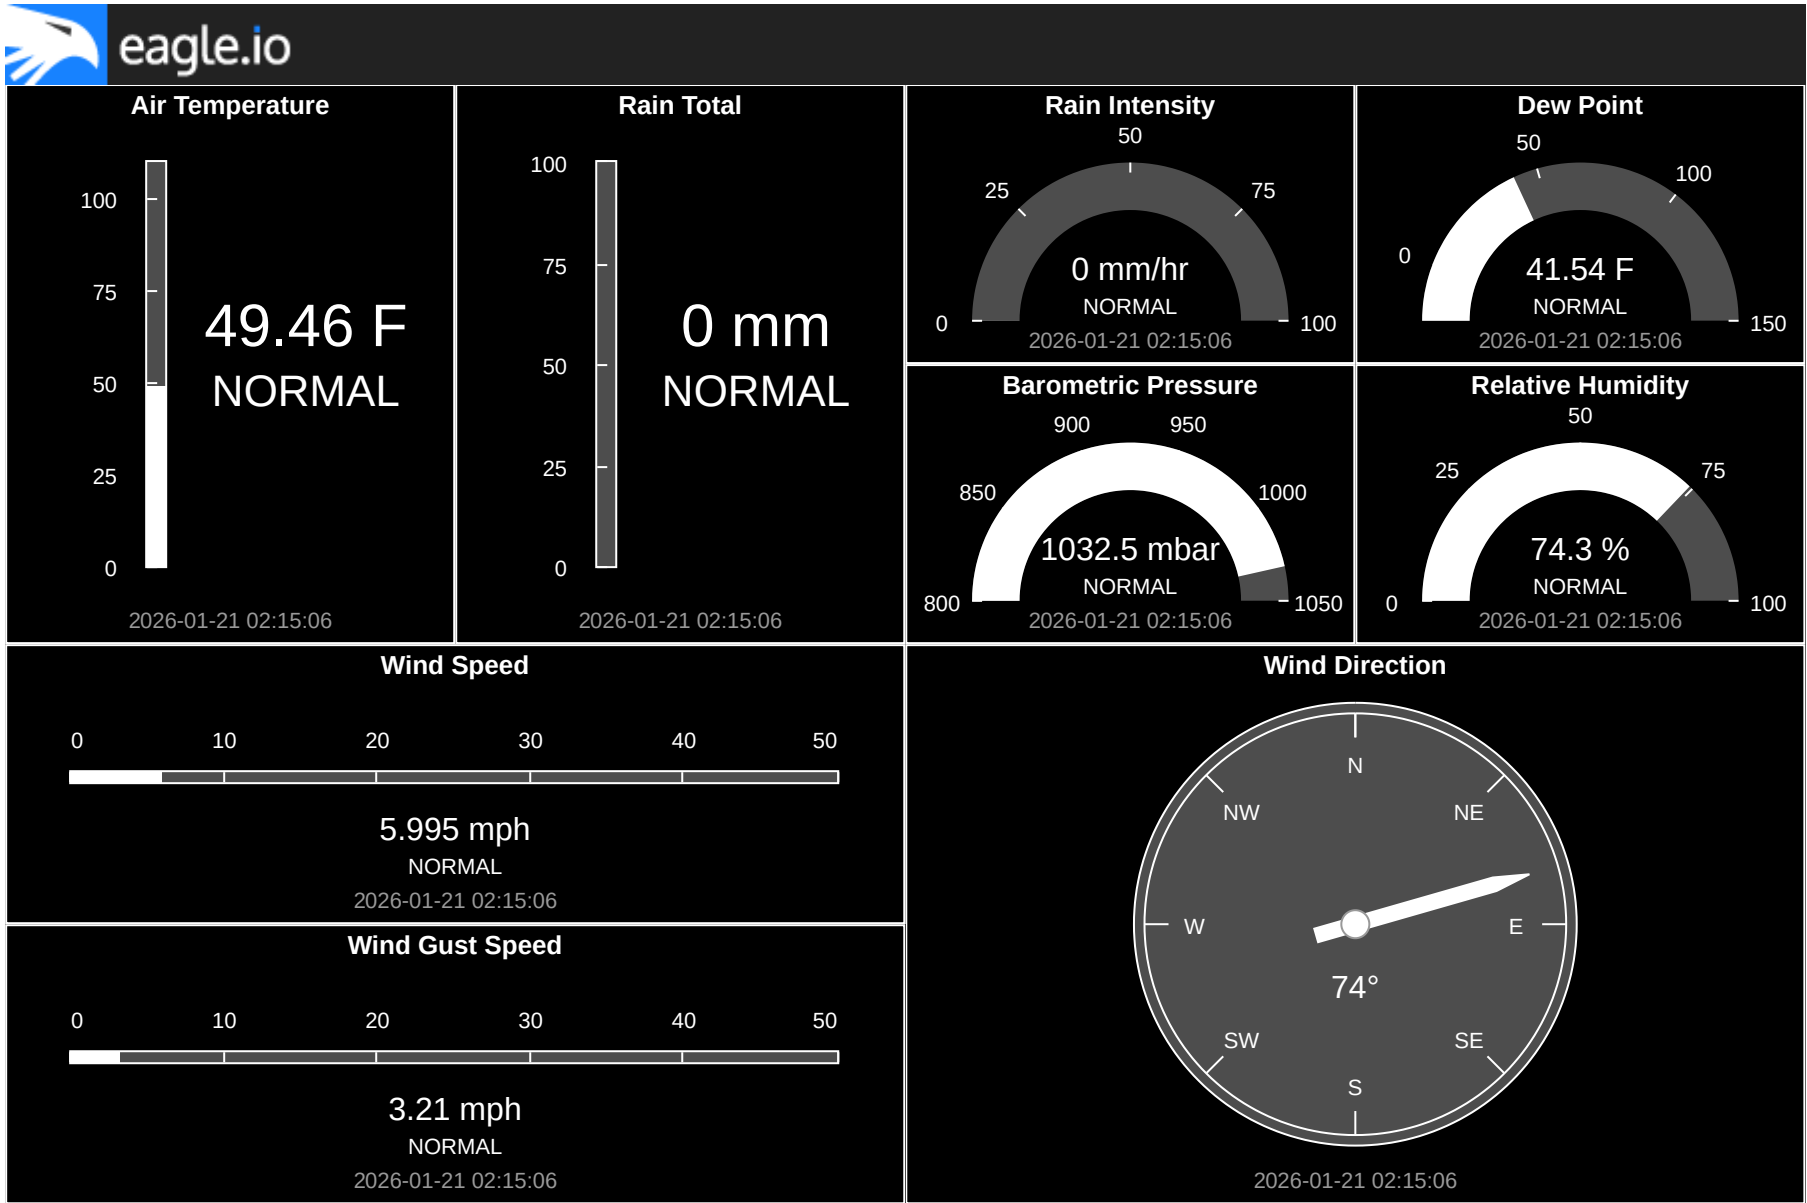 eagle.io
Air Temperature
100
75
50
25
0
49.46 F
NORMAL
2026-01-21 02:15:06
Rain Total
100
75
50
25
0
0 mm
NORMAL
2026-01-21 02:15:06
Rain Intensity
0
25
50
75
100
0 mm/hr
NORMAL
2026-01-21 02:15:06
Dew Point
0
50
100
150
41.54 F
NORMAL
2026-01-21 02:15:06
Barometric Pressure
800
850
900
950
1000
1050
1032.5 mbar
NORMAL
2026-01-21 02:15:06
Relative Humidity
0
25
50
75
100
74.3 %
NORMAL
2026-01-21 02:15:06
Wind Speed
0 10 20 30 40 50
5.995 mph
NORMAL
2026-01-21 02:15:06
Wind Gust Speed
0 10 20 30 40 50
3.21 mph
NORMAL
2026-01-21 02:15:06
Wind Direction
N
NW NE
W E
74°
SW SE
S
2026-01-21 02:15:06